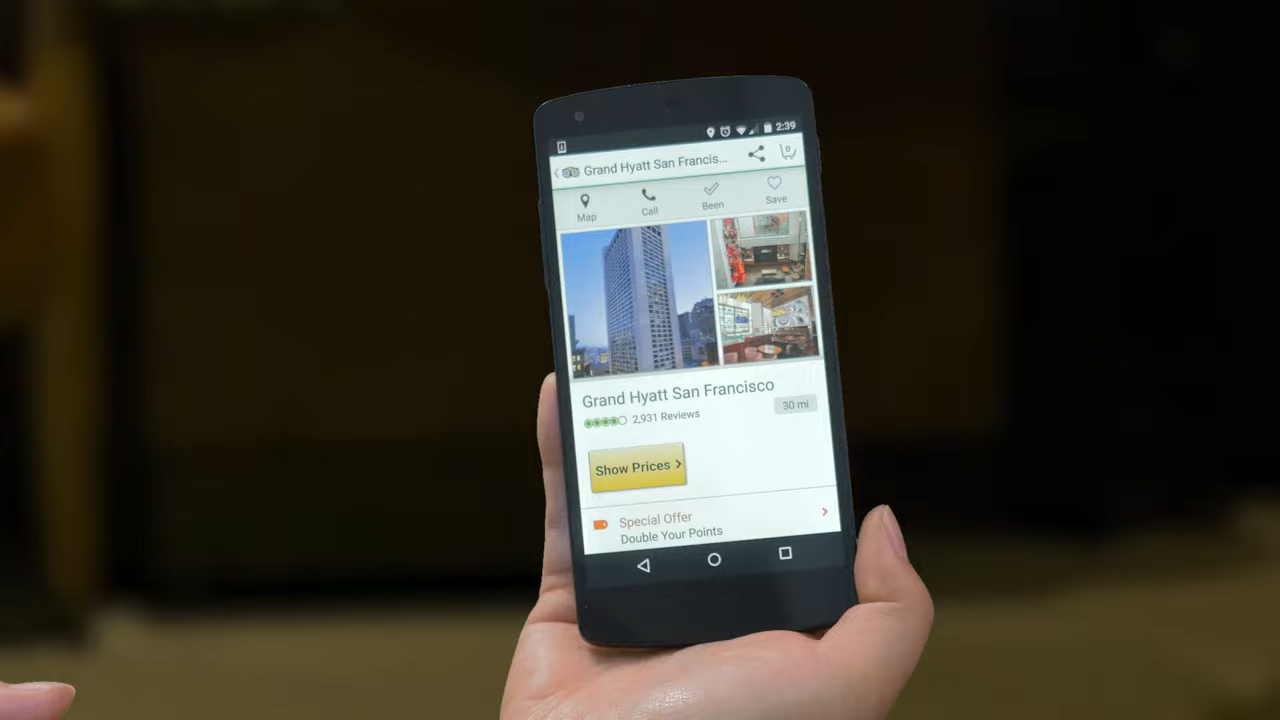 2:39
Grand Hyatt San Francis...
0
Map
Call
Been
Save
Grand Hyatt San Francisco
2,931 Reviews
30 mi
Show Prices
Special Offer
Double Your Points